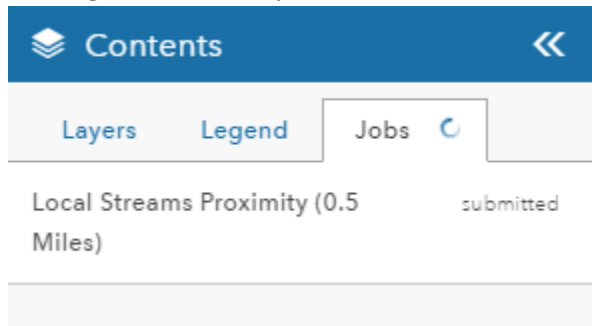 Contents
Layers Legend Jobs
Local Streams Proximity (0.5 submitted
Miles)